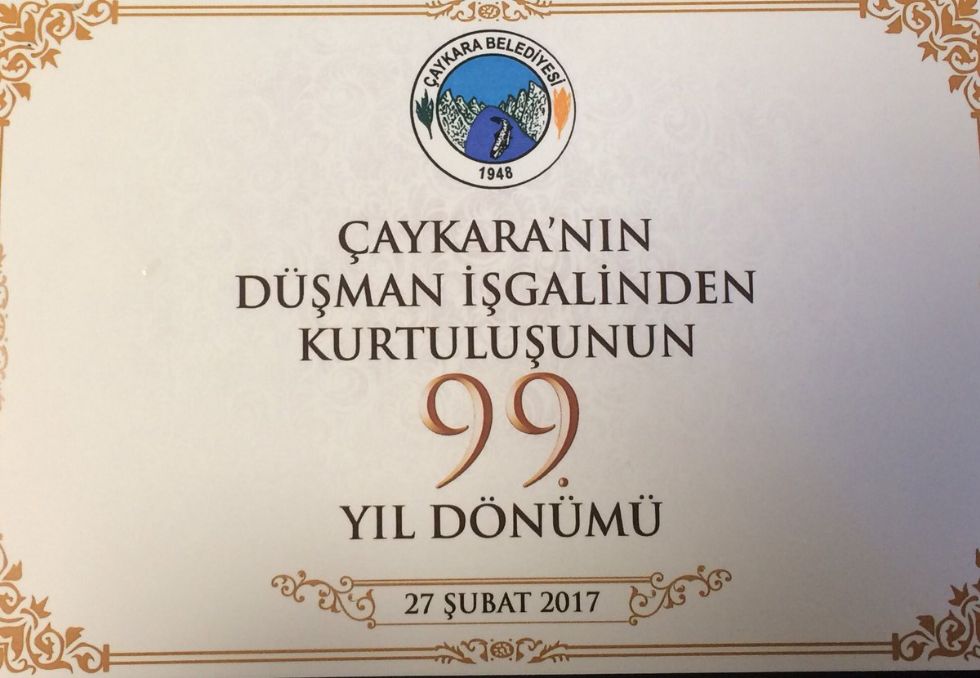 ÇAYKARA BELEDİYESİ
1948
ÇAYKARA'NIN
DÜŞMAN İŞGALİNDEN
KURTULUŞUNUN
99.
YIL DÖNÜMÜ
27 ŞUBAT 2017